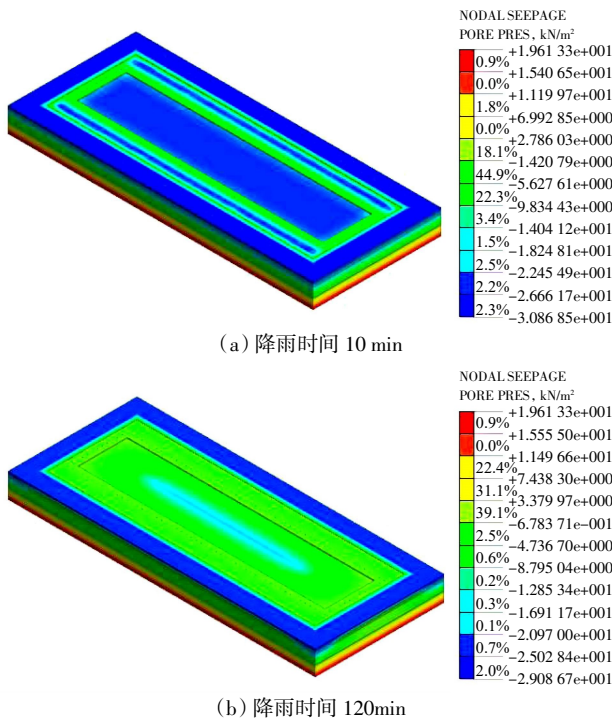 NODAL SEEPAGE
PORE PRES, kN/m²
+1.961 33e+001
0.9%
+1.540 65e+001
0.0%
+1.119 97e+001
1.8%
+6.992 85e+000
0.0%
+2.786 03e+000
18.1%
-1.420 79e+000
44.9%
-5.627 61e+000
22.3%
-9.834 43e+000
3.4%
-1.404 12e+001
1.5%
-1.824 81e+001
2.5%
-2.245 49e+001
2.2%
-2.666 17e+001
2.3%
-3.086 85e+001
(a)降雨时间 10 min
NODAL SEEPAGE
PORE PRES, kN/m²
+1.961 33e+001
0.9%
+1.555 50e+001
0.0%
+1.149 66e+001
22.4%
+7.438 30e+000
31.1%
+3.379 97e+000
39.1%
-6.783 71e-001
2.5%
-4.736 70e+000
0.6%
-8.795 04e+000
0.2%
-1.285 34e+001
0.3%
-1.691 17e+001
0.1%
-2.097 00e+001
0.7%
-2.502 84e+001
2.0%
-2.908 67e+001
(b)降雨时间 120min